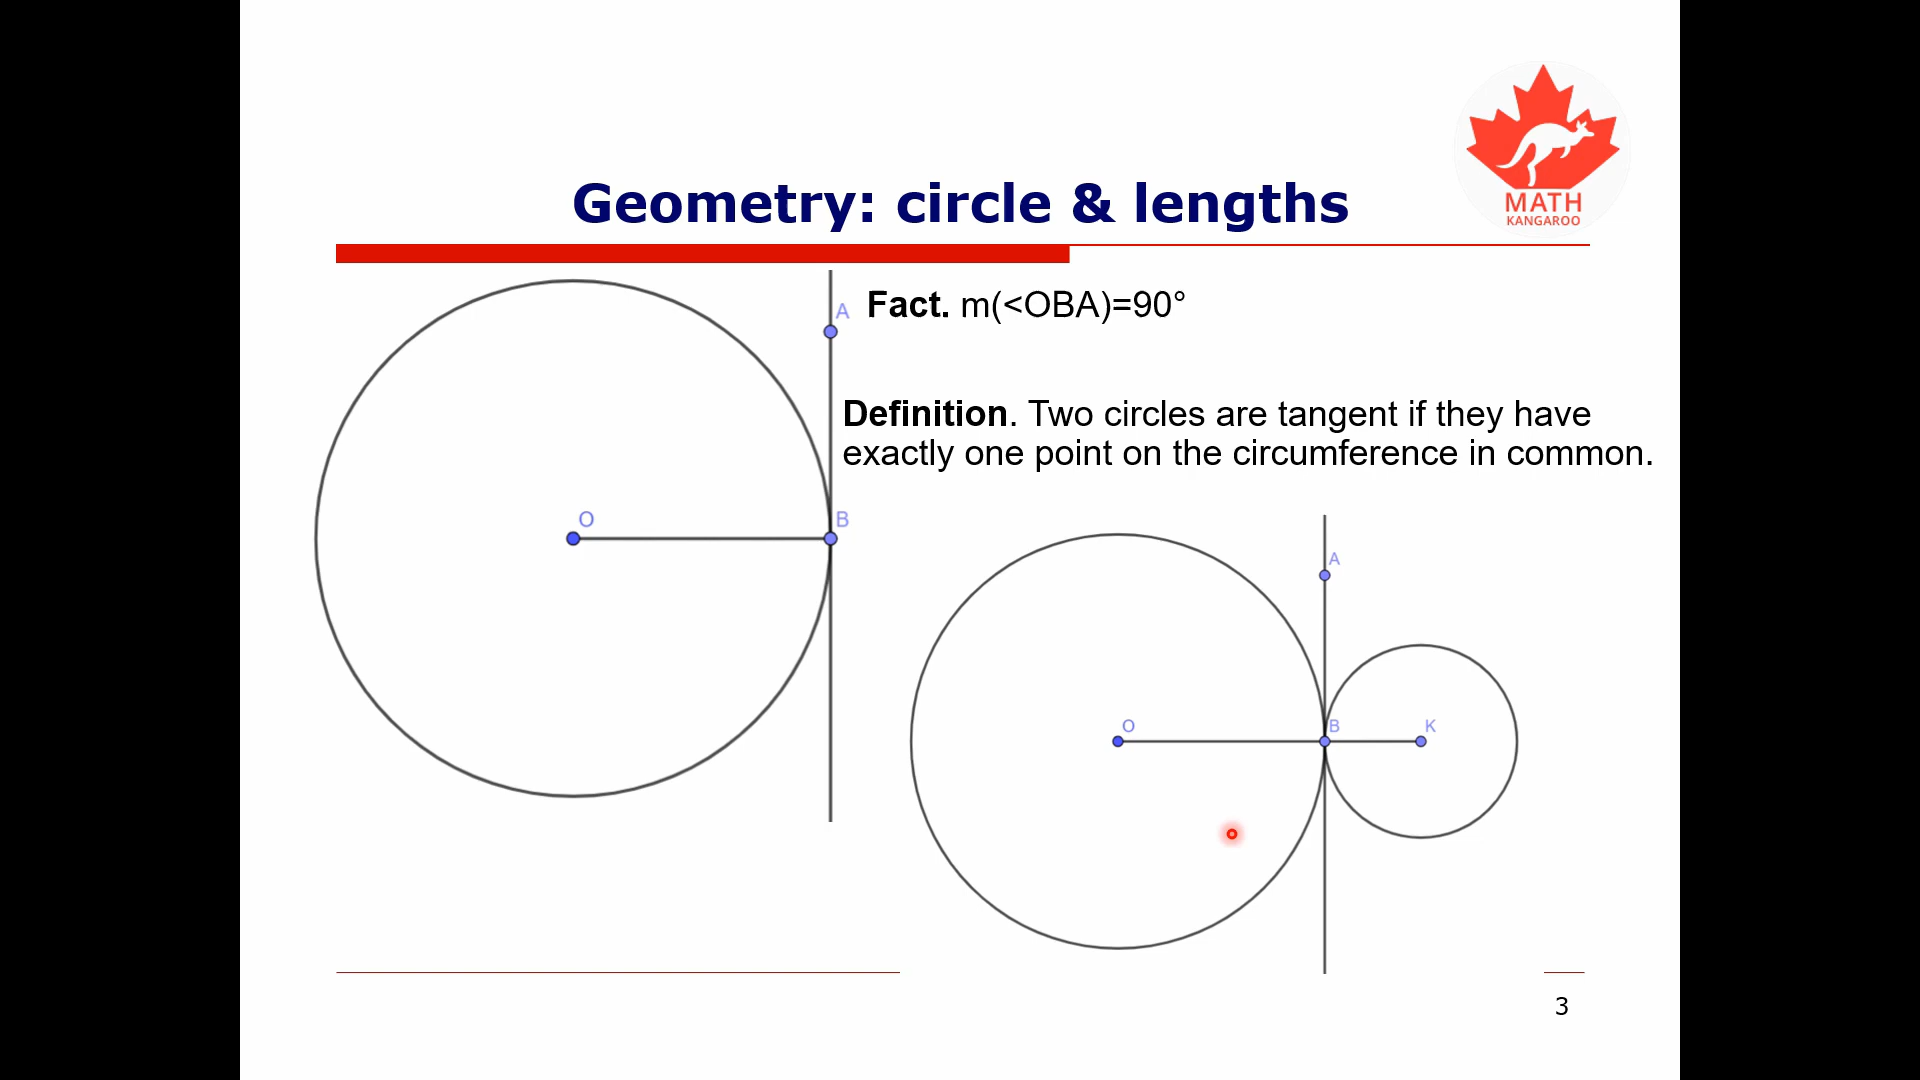 MATH
KANGAROO
Geometry: circle & lengths
A
Fact. m(<OBA)=90°
Definition. Two circles are tangent if they have
exactly one point on the circumference in common.
O
B
A
O
B
K
3